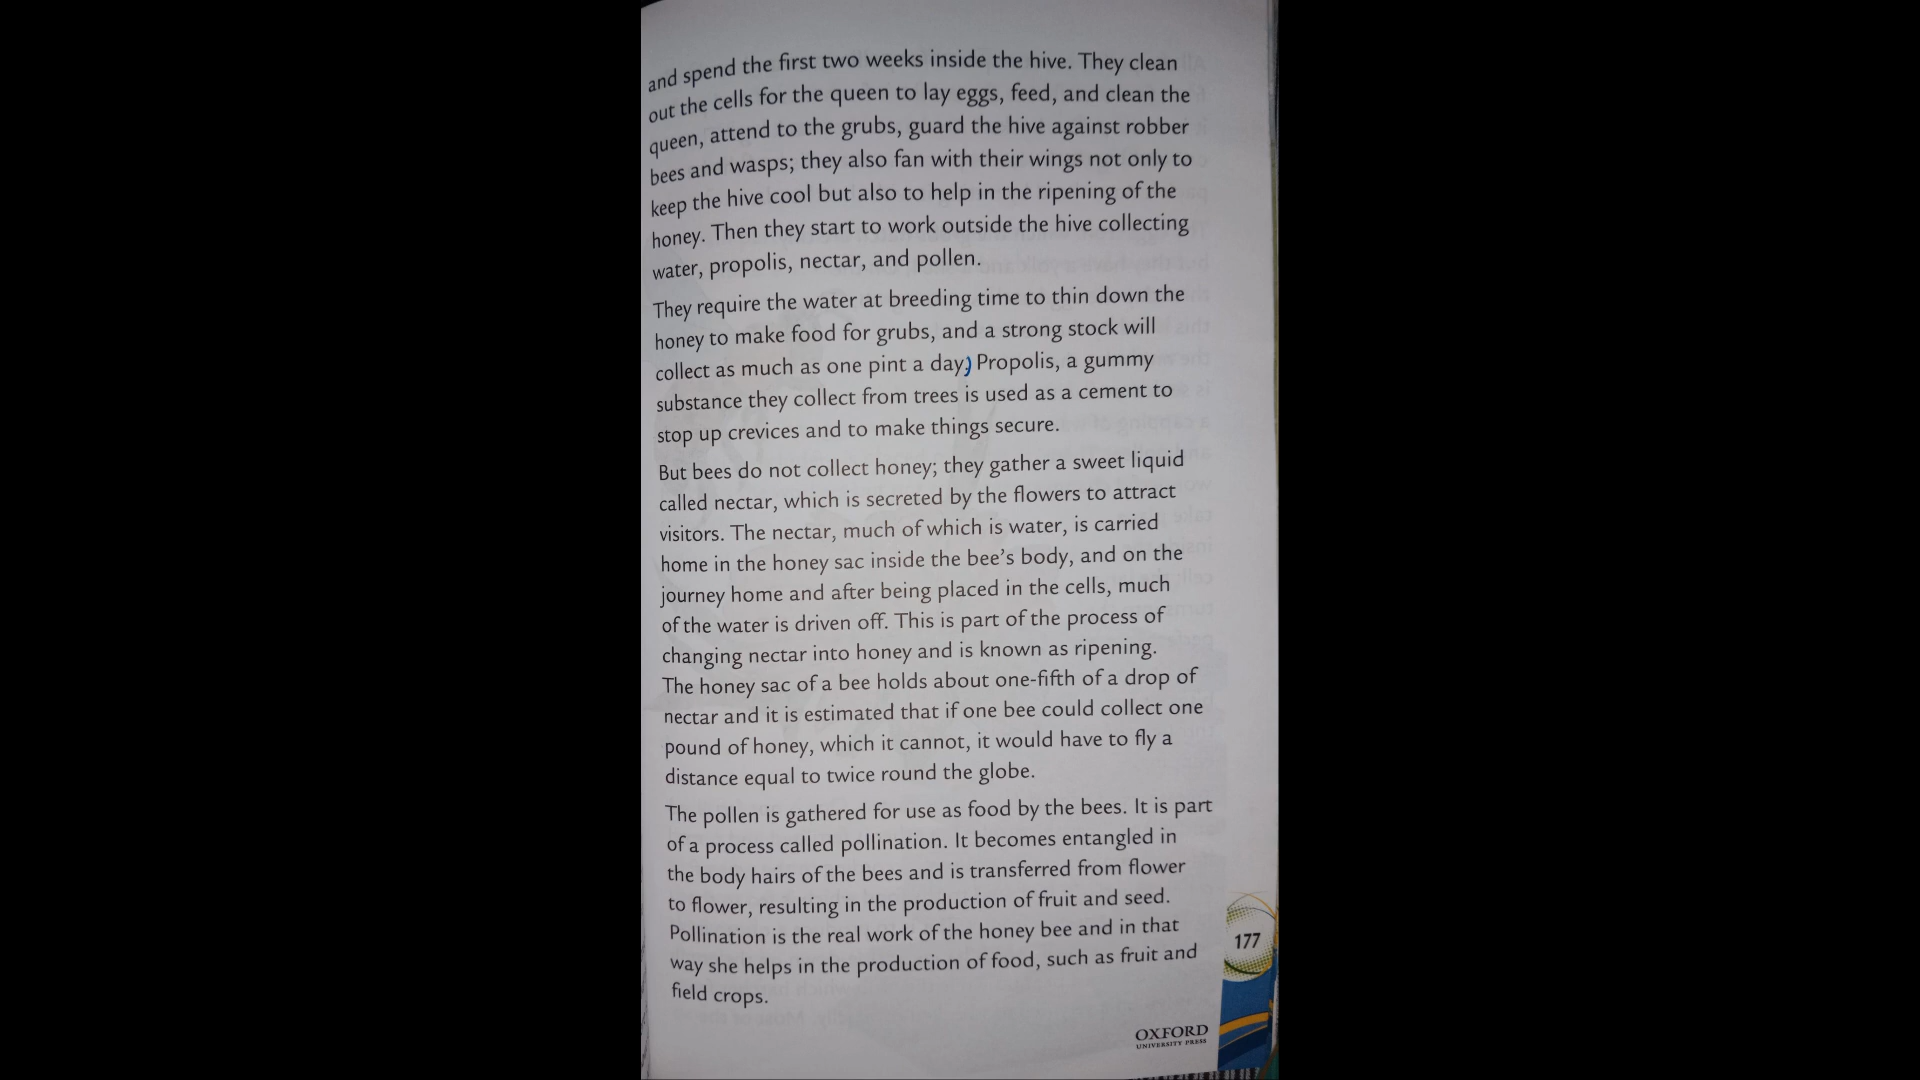 and spend the first two weeks inside the hive. They clean
out the cells for the queen to lay eggs, feed, and clean the
queen, attend to the grubs, guard the hive against robber
bees and wasps; they also fan with their wings not only to
keep the hive cool but also to help in the ripening of the
honey. Then they start to work outside the hive collecting
water, propolis, nectar, and pollen.
They require the water at breeding time to thin down the
honey to make food for grubs, and a strong stock will
collect as much as one pint a day. Propolis, a gummy
substance they collect from trees is used as a cement to
stop up crevices and to make things secure.
But bees do not collect honey; they gather a sweet liquid
called nectar, which is secreted by the flowers to attract
visitors. The nectar, much of which is water, is carried
home in the honey sac inside the bee's body, and on the
journey home and after being placed in the cells, much
of the water is driven off. This is part of the process of
changing nectar into honey and is known as ripening.
The honey sac of a bee holds about one-fifth of a drop of
nectar and it is estimated that if one bee could collect one
pound of honey, which it cannot, it would have to fly a
distance equal to twice round the globe.
The pollen is gathered for use as food by the bees. It is part
of a process called pollination. It becomes entangled in
the body hairs of the bees and is transferred from flower
to flower, resulting in the production of fruit and seed.
Pollination is the real work of the honey bee and in that
way she helps in the production of food, such as fruit and
field crops.
177
OXFORD
UNIVERSITY PRESS